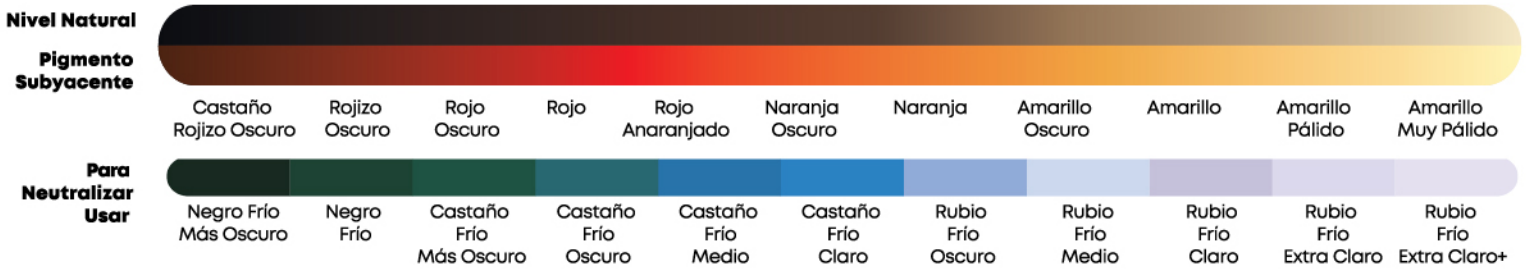 Nivel Natural
Pigmento
Subyacente
Castaño
Rojizo Oscuro
Rojizo
Oscuro
Rojo
Oscuro
Rojo
Rojo
Anaranjado
Naranja
Oscuro
Naranja
Amarillo
Oscuro
Amarillo
Amarillo
Pálido
Amarillo
Muy Pálido
Para
Neutralizar
Usar
Negro Frío
Más Oscuro
Negro
Frío
Castaño
Frío
Más Oscuro
Castaño
Frío
Oscuro
Castaño
Frío
Medio
Castaño
Frío
Claro
Rubio
Frío
Oscuro
Rubio
Frío
Medio
Rubio
Frío
Claro
Rubio
Frío
Extra Claro
Rubio
Frío
Extra Claro+